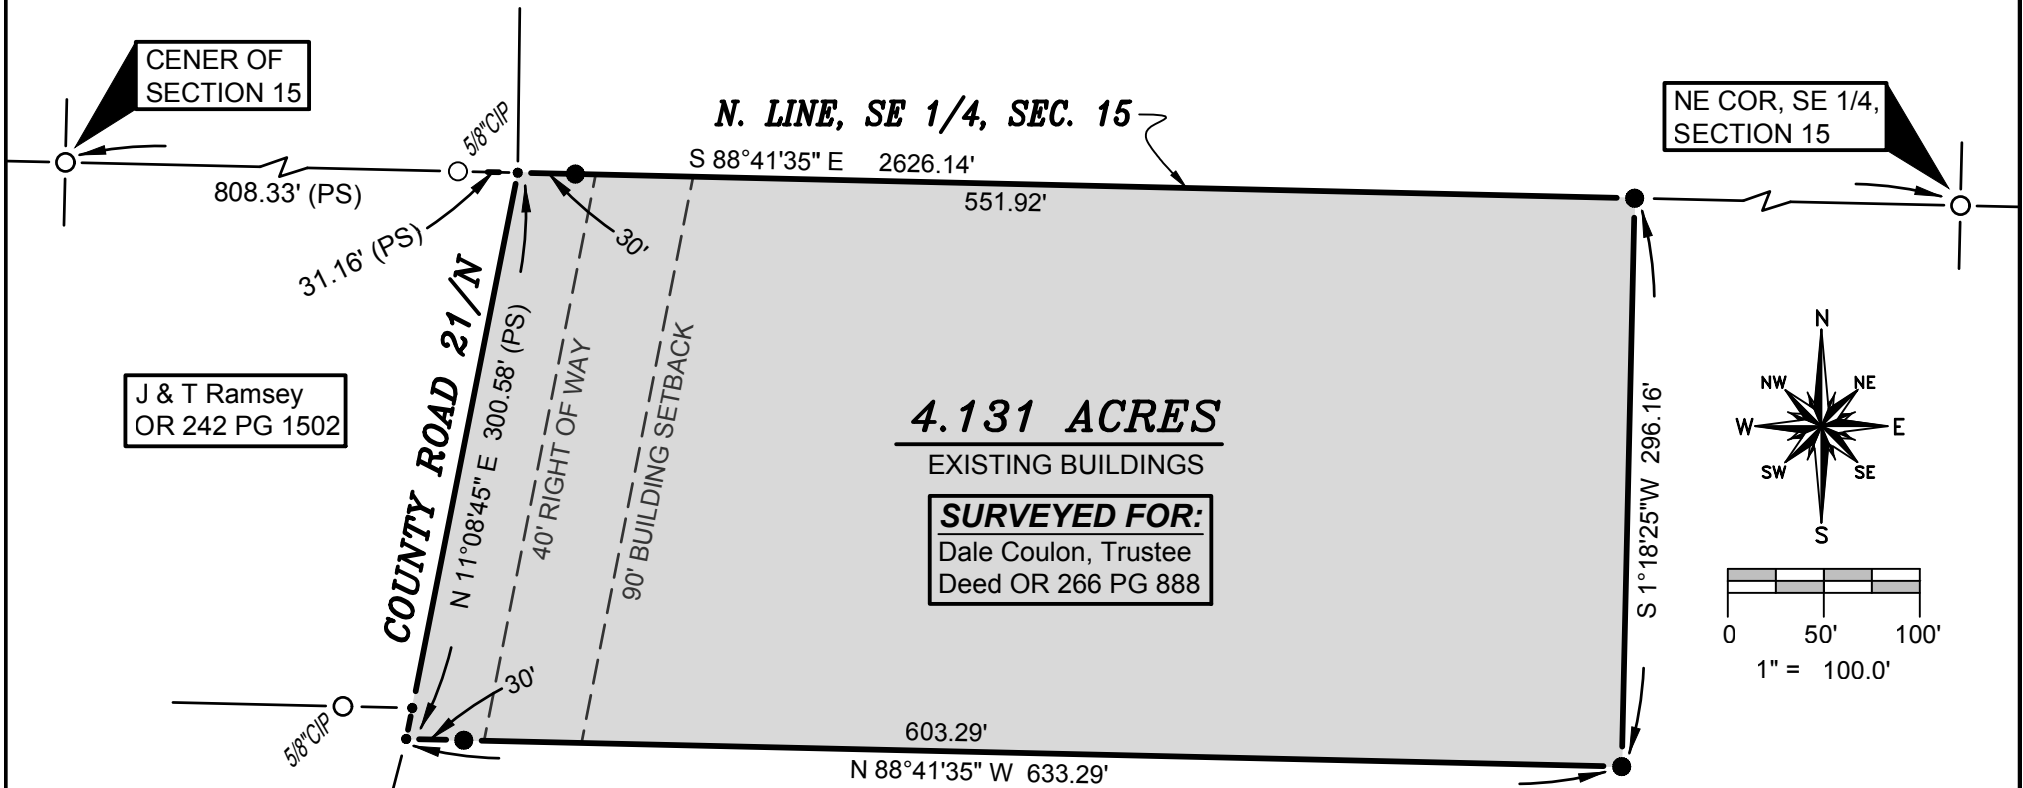 CENER OF
SECTION 15
5/8"CIP
N. LINE, SE 1/4, SEC. 15
NE COR, SE 1/4,
SECTION 15
S 88°41'35" E 2626.14'
808.33' (PS)
551.92'
31.16' (PS)
30'
COUNTY ROAD 21/N
N 11°08'45" E 300.58' (PS)
40' RIGHT OF WAY
90' BUILDING SETBACK
J & T Ramsey
OR 242 PG 1502
4.131 ACRES
EXISTING BUILDINGS
SURVEYED FOR:
Dale Coulon, Trustee
Deed OR 266 PG 888
S 1°18'25"W 296.16'
N
NW NE
W E
SW SE
S
0 50' 100'
1" = 100.0'
30'
5/8"CIP
603.29'
N 88°41'35" W 633.29'